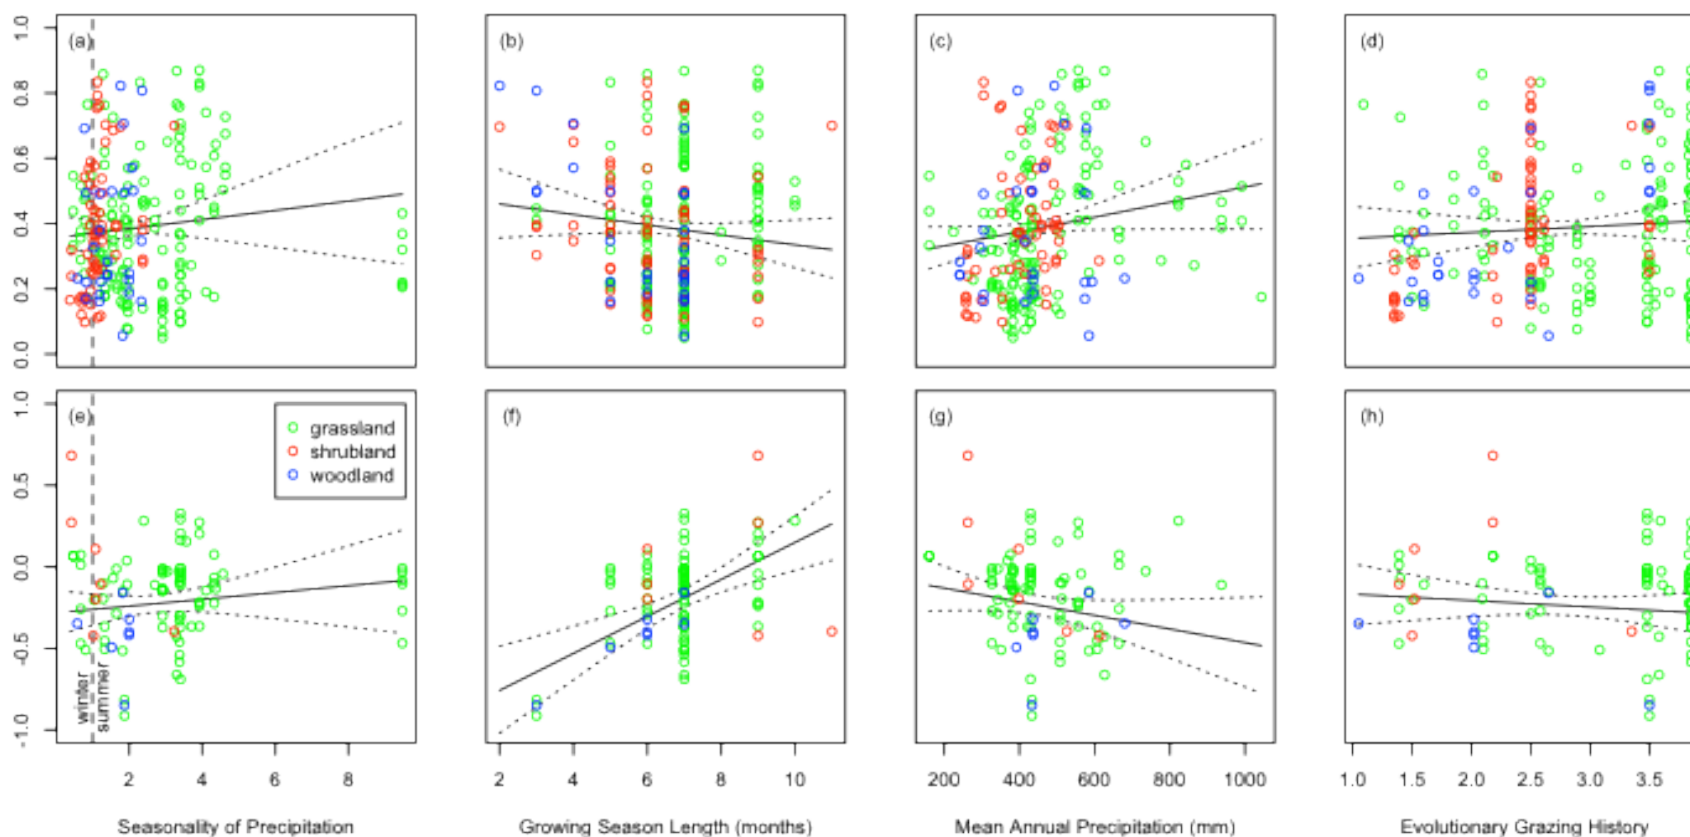 (a)
(b)
(c)
(d)
0.0 0.2 0.4 0.6 0.8 1.0
(e)
(f)
(g)
(h)
grassland
shrubland
woodland
winter
summer
-1.0 -0.5 0.0 0.5 1.0
2 4 6 8
2 4 6 8 10
200 400 600 800 1000
1.0 1.5 2.0 2.5 3.0 3.5
Seasonality of Precipitation
Growing Season Length (months)
Mean Annual Precipitation (mm)
Evolutionary Grazing History